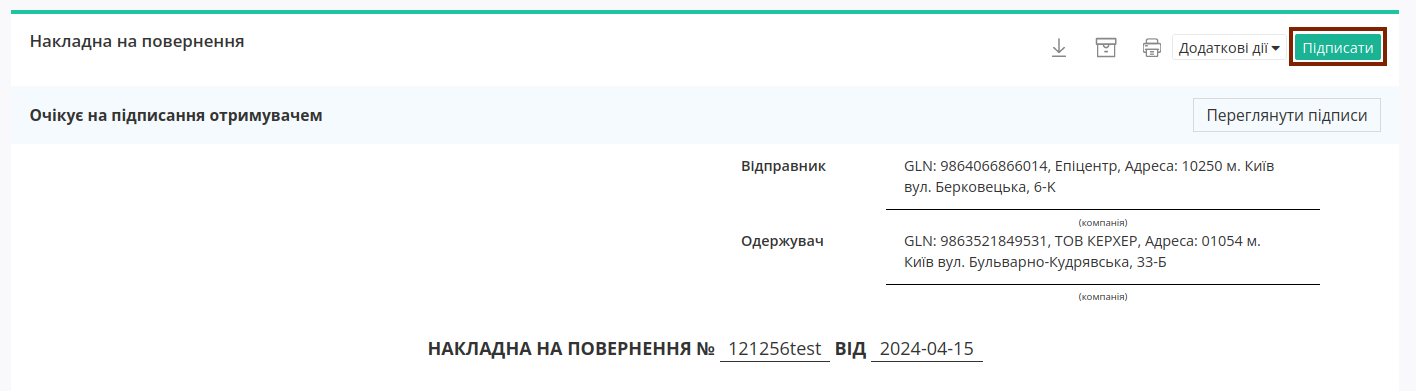 Накладна на повернення
Додаткові дії
Підписати
Очікує на підписання отримувачем
Переглянути підписи
Відправник
GLN: 9864066866014, Епіцентр, Адреса: 10250 м. Київ
вул. Берковецька, 6-К
(компанія)
Одержувач
GLN: 9863521849531, ТОВ КЕРХЕР, Адреса: 01054 м.
Київ вул. Бульварно-Кудрявська, 33-Б
(компанія)
НАКЛАДНА НА ПОВЕРНЕННЯ № 121256test ВІД 2024-04-15